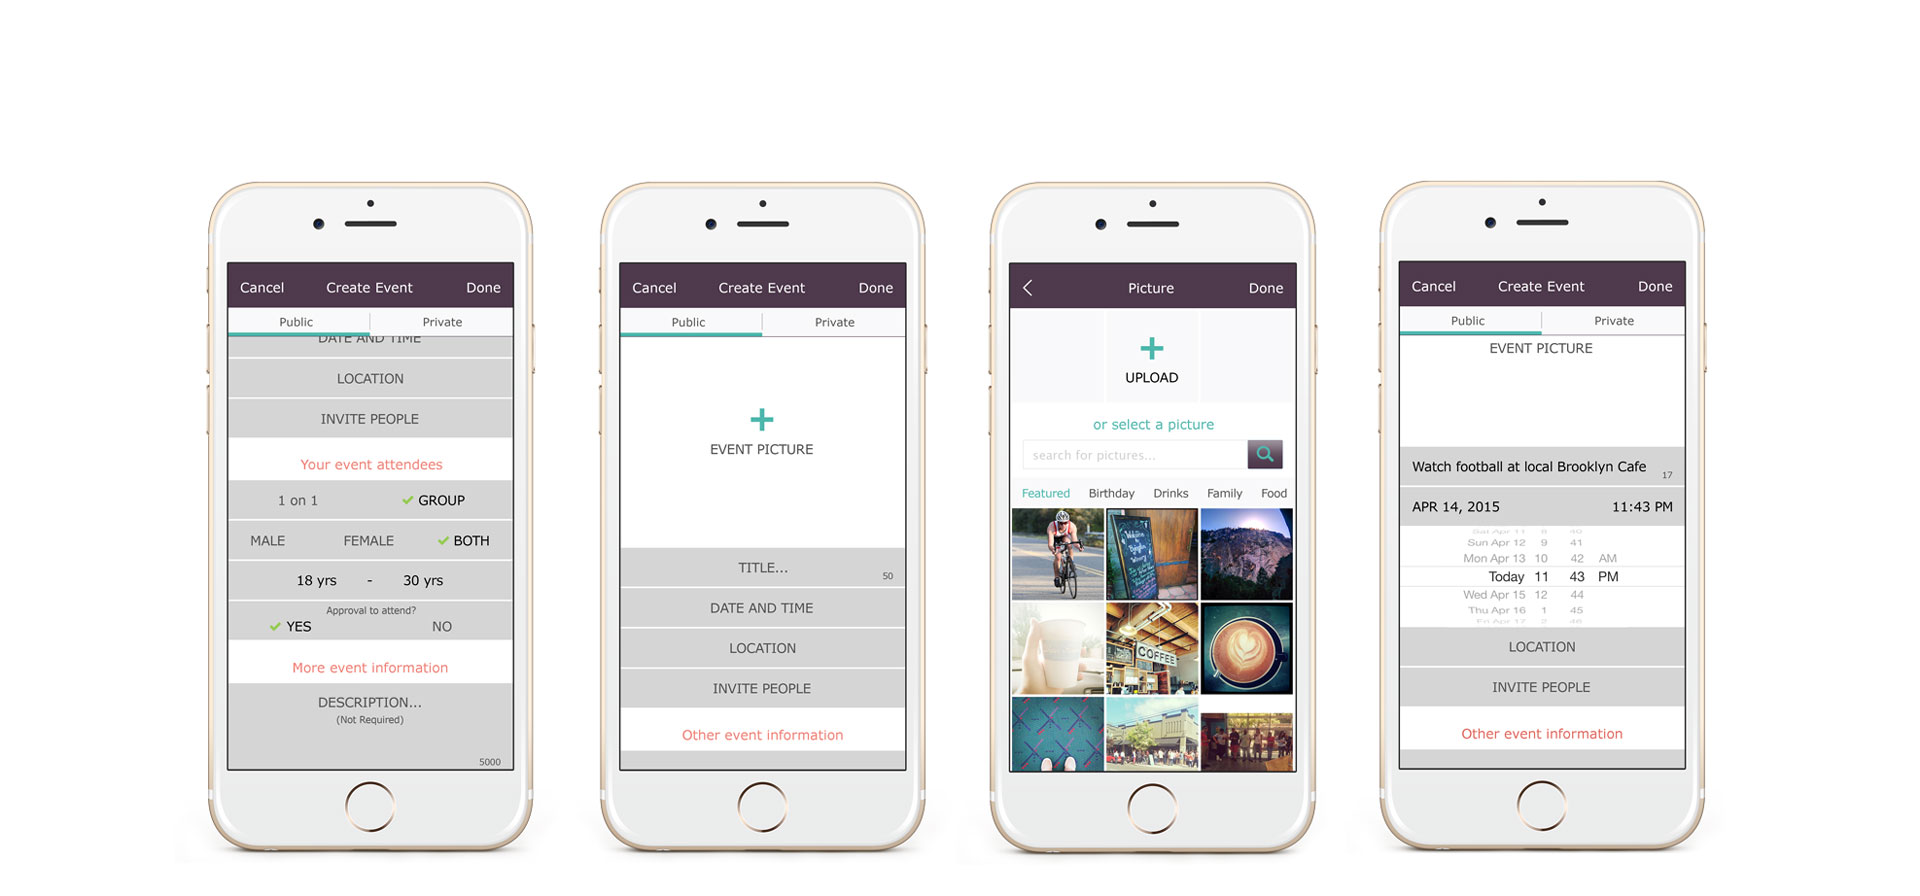 Cancel Create Event Done
Public Private
DATE AND TIME
LOCATION
INVITE PEOPLE
Your event attendees
1 on 1 GROUP
MALE FEMALE BOTH
18 yrs - 30 yrs
Approval to attend?
YES NO
More event information
DESCRIPTION...
(Not Required)
5000
Cancel Create Event Done
Public Private
EVENT PICTURE
TITLE...
50
DATE AND TIME
LOCATION
INVITE PEOPLE
Other event information
Picture Done
UPLOAD
or select a picture
search for pictures...
Featured Birthday Drinks Family Food
Welcome
COFFEE
Cancel Create Event Done
Public Private
EVENT PICTURE
Watch football at local Brooklyn Cafe
17
APR 14, 2015 11:43 PM
Sat Apr 11 8 40
Sun Apr 12 9 41
Mon Apr 13 10 42 AM
Today 11 43 PM
Wed Apr 15 12 44
Thu Apr 16 1 45
Fri Apr 17 2 46
LOCATION
INVITE PEOPLE
Other event information